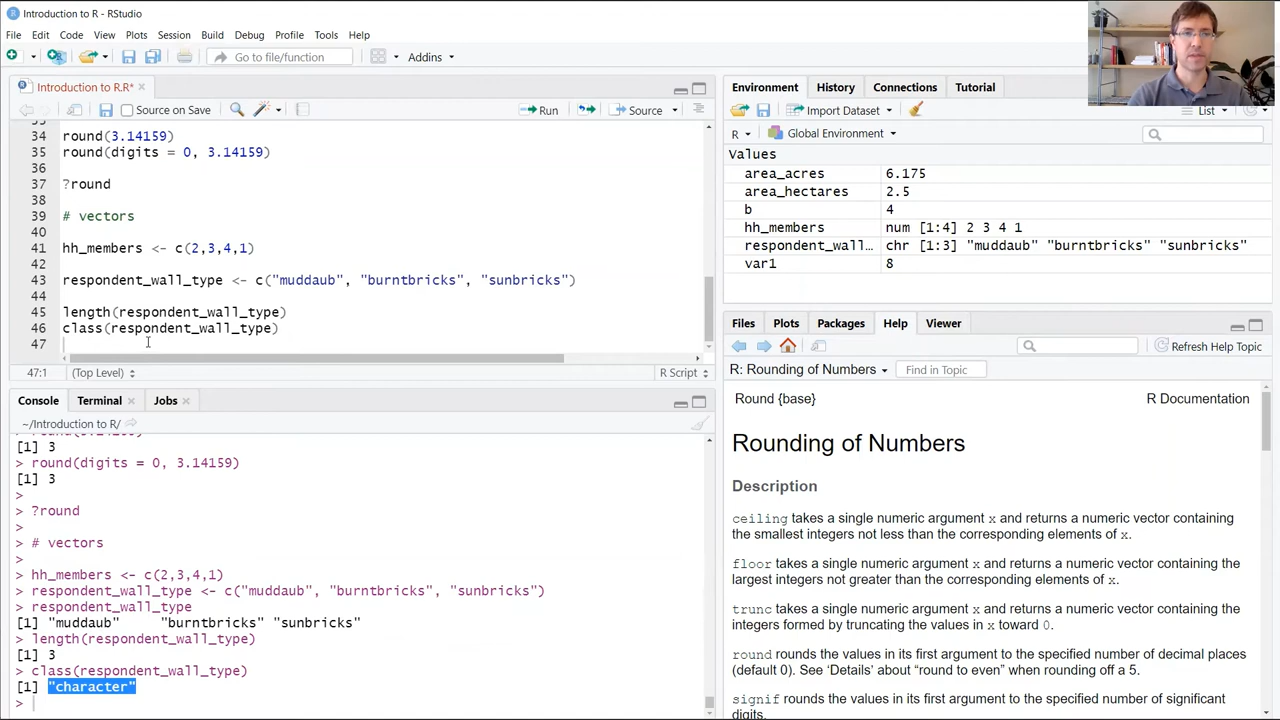 Introduction to R - RStudio
File Edit Code View Plots Session Build Debug Profile Tools Help
Go to file/function Addins
Introduction to R.R*
Source on Save Run Source
34 round(3.14159)
35 round(digits = 0, 3.14159)
36
37 ?round
38
39 # vectors
40
41 hh_members <- c(2,3,4,1)
42
43 respondent_wall_type <- c("muddaub", "burntbricks", "sunbricks")
44
45 length(respondent_wall_type)
46 class(respondent_wall_type)
47
47:1 (Top Level) R Script
Console Terminal Jobs
~/Introduction to R/
[1] 3
> round(digits = 0, 3.14159)
[1] 3
>
> ?round
>
> # vectors
>
> hh_members <- c(2,3,4,1)
> respondent_wall_type <- c("muddaub", "burntbricks", "sunbricks")
> respondent_wall_type
[1] "muddaub"     "burntbricks" "sunbricks"
> length(respondent_wall_type)
[1] 3
> class(respondent_wall_type)
[1] "character"
>
Environment History Connections Tutorial
Import Dataset List
R Global Environment
Values
area_acres 6.175
area_hectares 2.5
b 4
hh_members num [1:4] 2 3 4 1
respondent_wall… chr [1:3] "muddaub" "burntbricks" "sunbricks"
var1 8
Files Plots Packages Help Viewer
Refresh Help Topic
R: Rounding of Numbers Find in Topic
Round {base} R Documentation
Rounding of Numbers
Description
ceiling takes a single numeric argument x and returns a numeric vector containing
the smallest integers not less than the corresponding elements of x.
floor takes a single numeric argument x and returns a numeric vector containing the
largest integers not greater than the corresponding elements of x.
trunc takes a single numeric argument x and returns a numeric vector containing the
integers formed by truncating the values in x toward 0.
round rounds the values in its first argument to the specified number of decimal places
(default 0). See ‘Details’ about “round to even” when rounding off a 5.
signif rounds the values in its first argument to the specified number of significant
digits.